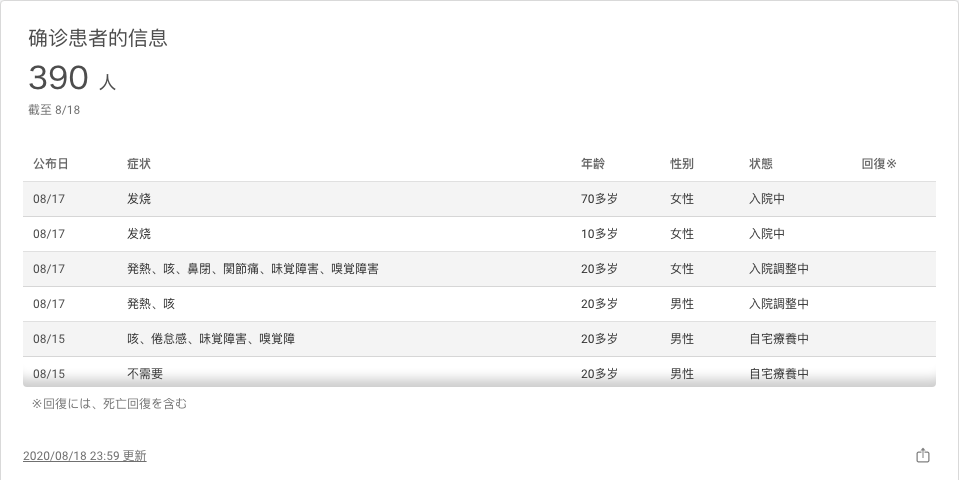 确诊患者的信息
390 人
截至 8/18
公布日 症状 年龄 性别 状態 回復※
08/17 发烧 70多岁 女性 入院中
08/17 发烧 10多岁 女性 入院中
08/17 発熱、咳、鼻閉、関節痛、味覚障害、嗅覚障害 20多岁 女性 入院調整中
08/17 発熱、咳 20多岁 男性 入院調整中
08/15 咳、倦怠感、味覚障害、嗅覚障 20多岁 男性 自宅療養中
08/15 不需要 20多岁 男性 自宅療養中
※回復には、死亡回復を含む
2020/08/18 23:59 更新